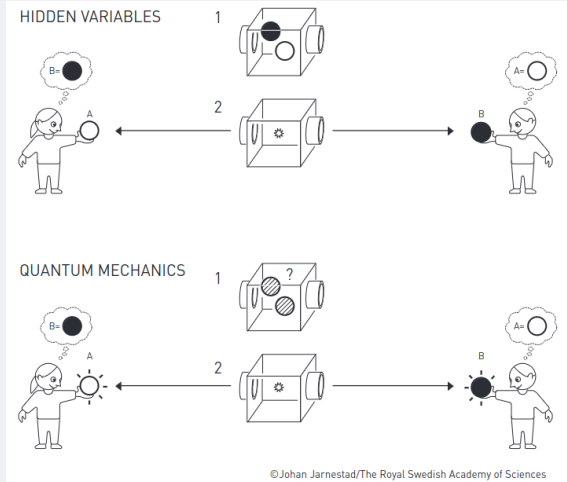 HIDDEN VARIABLES
1
B=
A=
2
A
B
QUANTUM MECHANICS
1
?
B=
A=
A
B
2
©Johan Jarnestad/The Royal Swedish Academy of Sciences